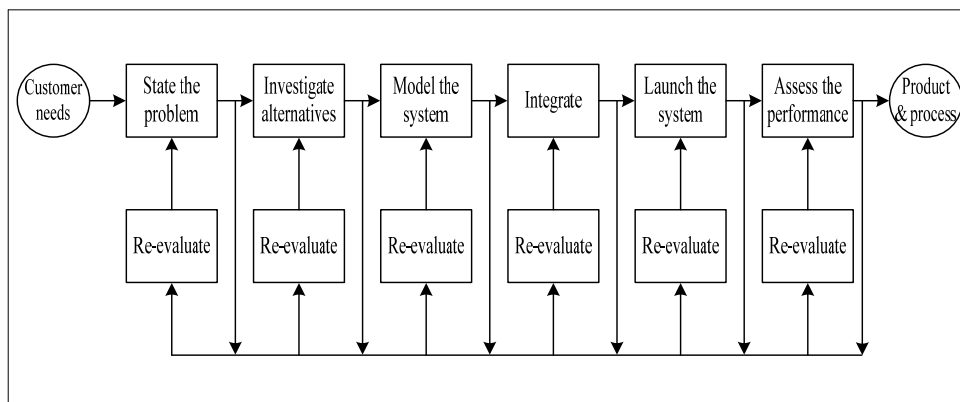 Customer
needs
State the
problem
Investigate
alternatives
Model the
system
Integrate
Launch the
system
Assess the
performance
Product
& process
Re-evaluate
Re-evaluate
Re-evaluate
Re-evaluate
Re-evaluate
Re-evaluate